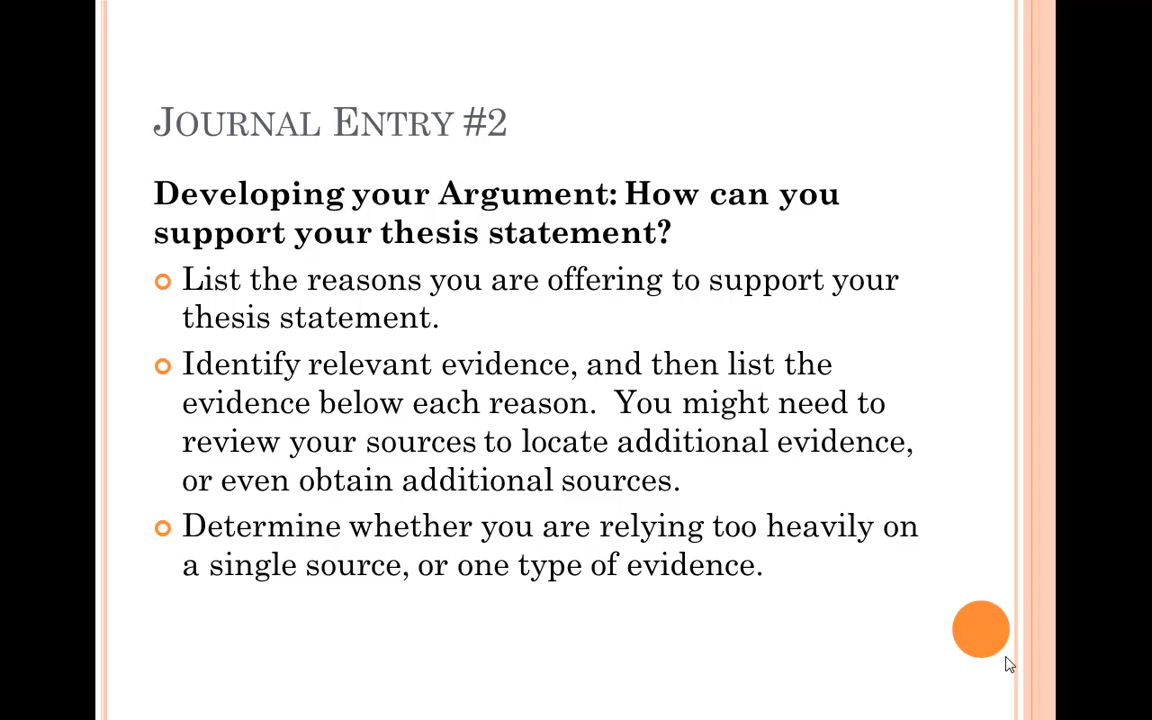 JOURNAL ENTRY #2
Developing your Argument: How can you
support your thesis statement?
List the reasons you are offering to support your
thesis statement.
Identify relevant evidence, and then list the
evidence below each reason.  You might need to
review your sources to locate additional evidence,
or even obtain additional sources.
Determine whether you are relying too heavily on
a single source, or one type of evidence.